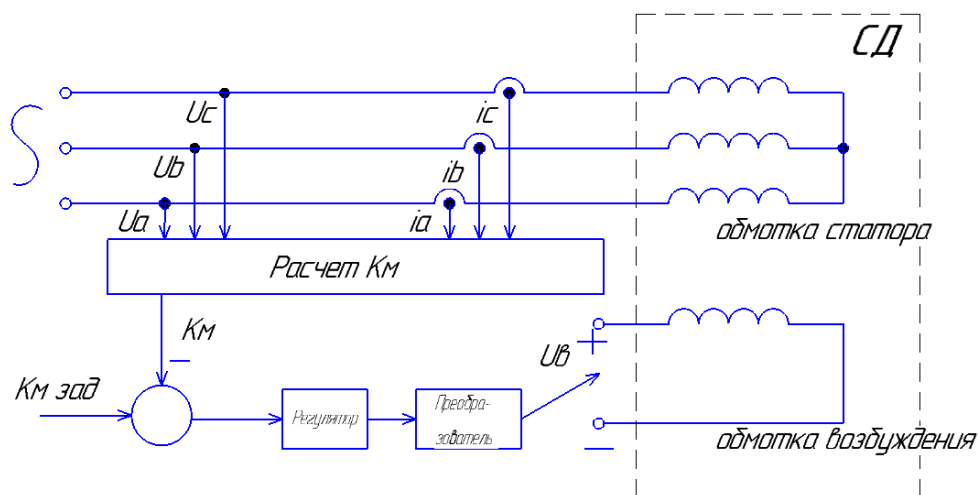 СД
Uc
ic
Ub
ib
Ua
ia
обмотка статора
Расчет Км
Км
−
Uв
+
Км зад
Регулятор
Преобра-
зователь
−
обмотка возбуждения